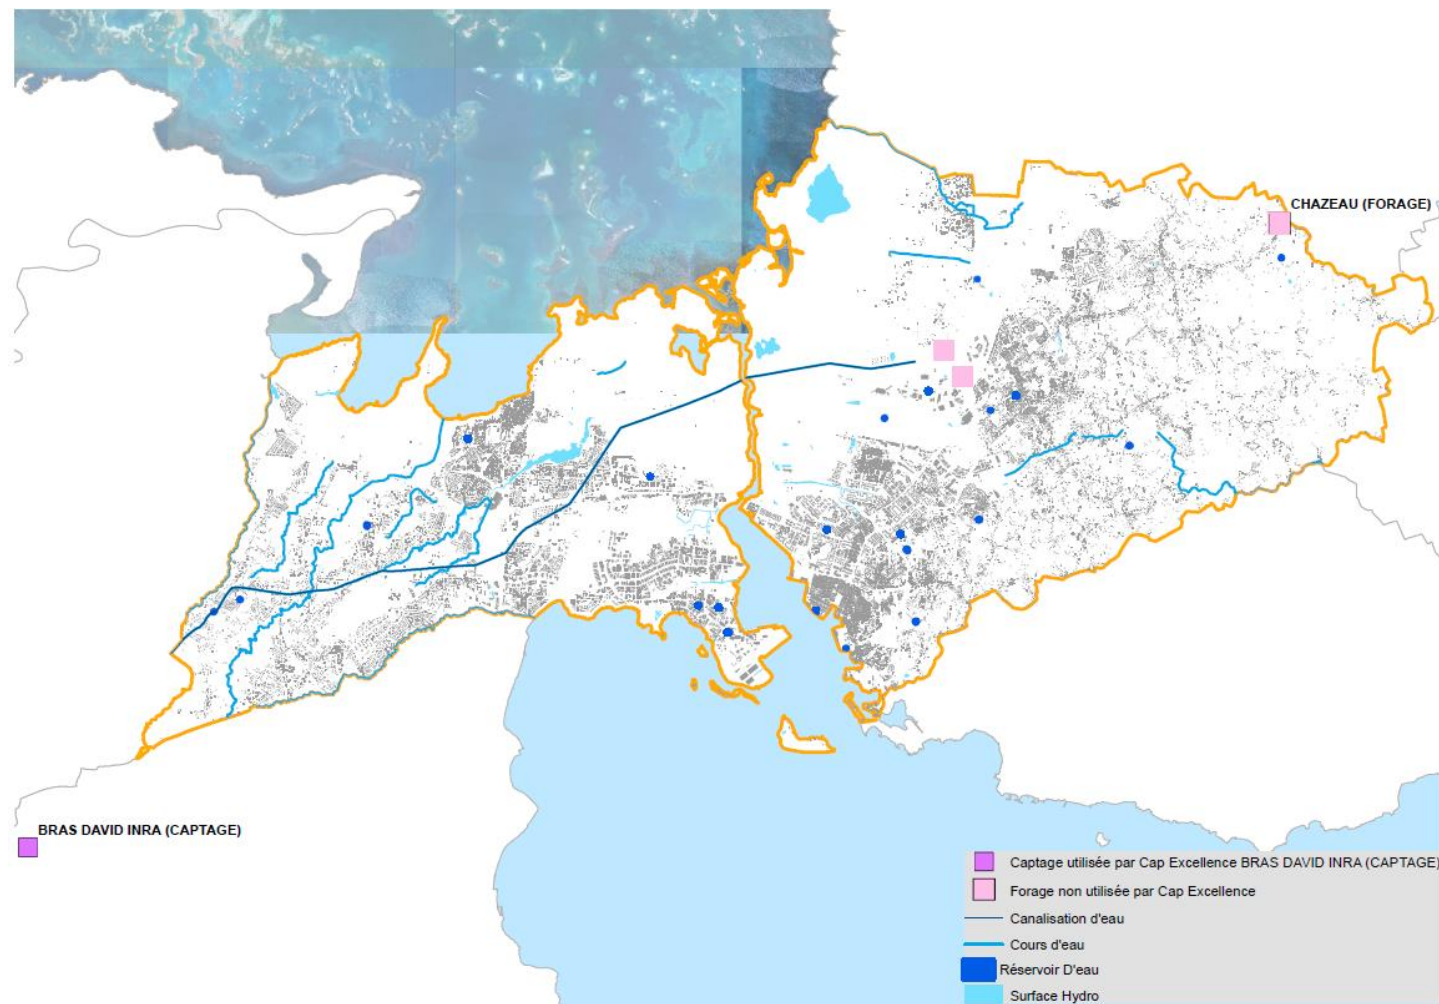 CHAZEAU (FORAGE)
BRAS DAVID INRA (CAPTAGE)
Captage utilisée par Cap Excellence BRAS DAVID INRA (CAPTAGE)
Forage non utilisée par Cap Excellence
Canalisation d'eau
Cours d'eau
Réservoir D'eau
Surface Hydro